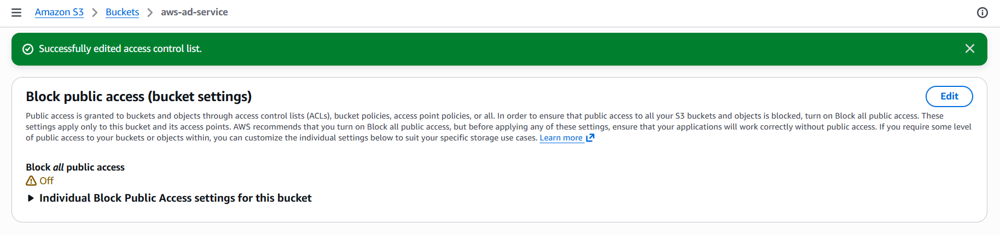 Amazon S3 > Buckets > aws-ad-service
Successfully edited access control list.
Block public access (bucket settings)
Edit
Public access is granted to buckets and objects through access control lists (ACLs), bucket policies, access point policies, or all. In order to ensure that public access to all your S3 buckets and objects is blocked, turn on Block all public access. These
settings apply only to this bucket and its access points. AWS recommends that you turn on Block all public access, but before applying any of these settings, ensure that your applications will work correctly without public access. If you require some level
of public access to your buckets or objects within, you can customize the individual settings below to suit your specific storage use cases. Learn more
Block all public access
Off
Individual Block Public Access settings for this bucket